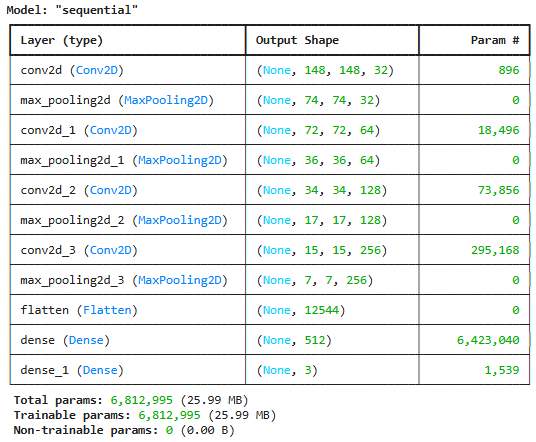 Model: "sequential"
Layer (type) Output Shape Param #
conv2d (Conv2D) (None, 148, 148, 32) 896
max_pooling2d (MaxPooling2D) (None, 74, 74, 32) 0
conv2d_1 (Conv2D) (None, 72, 72, 64) 18,496
max_pooling2d_1 (MaxPooling2D) (None, 36, 36, 64) 0
conv2d_2 (Conv2D) (None, 34, 34, 128) 73,856
max_pooling2d_2 (MaxPooling2D) (None, 17, 17, 128) 0
conv2d_3 (Conv2D) (None, 15, 15, 256) 295,168
max_pooling2d_3 (MaxPooling2D) (None, 7, 7, 256) 0
flatten (Flatten) (None, 12544) 0
dense (Dense) (None, 512) 6,423,040
dense_1 (Dense) (None, 3) 1,539
Total params: 6,812,995 (25.99 MB)
Trainable params: 6,812,995 (25.99 MB)
Non-trainable params: 0 (0.00 B)